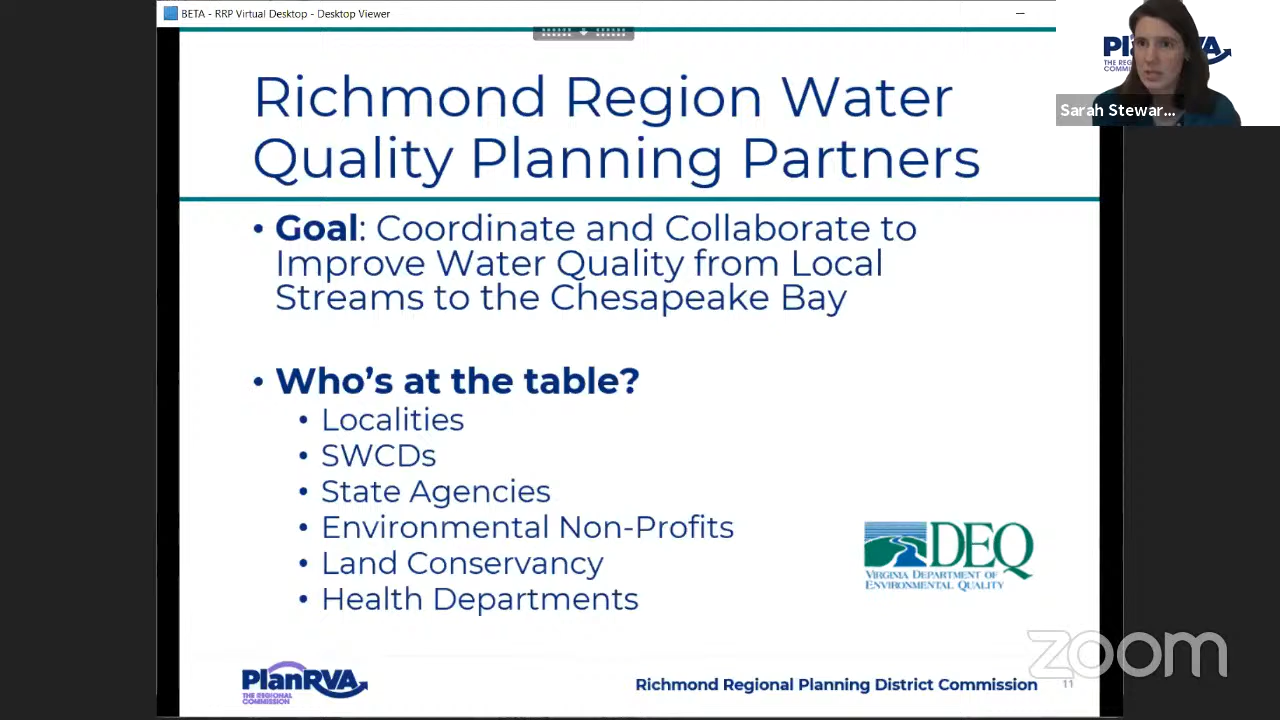 BETA - RRP Virtual Desktop - Desktop Viewer
Sarah Stewar...
Richmond Region Water
Quality Planning Partners
• Goal: Coordinate and Collaborate to
Improve Water Quality from Local
Streams to the Chesapeake Bay
• Who's at the table?
• Localities
• SWCDs
• State Agencies
• Environmental Non-Profits
• Land Conservancy
• Health Departments
DEQ
VIRGINIA DEPARTMENT OF
ENVIRONMENTAL QUALITY
PlanRVA
THE REGIONAL
COMMISSION
Richmond Regional Planning District Commission
11
zoom